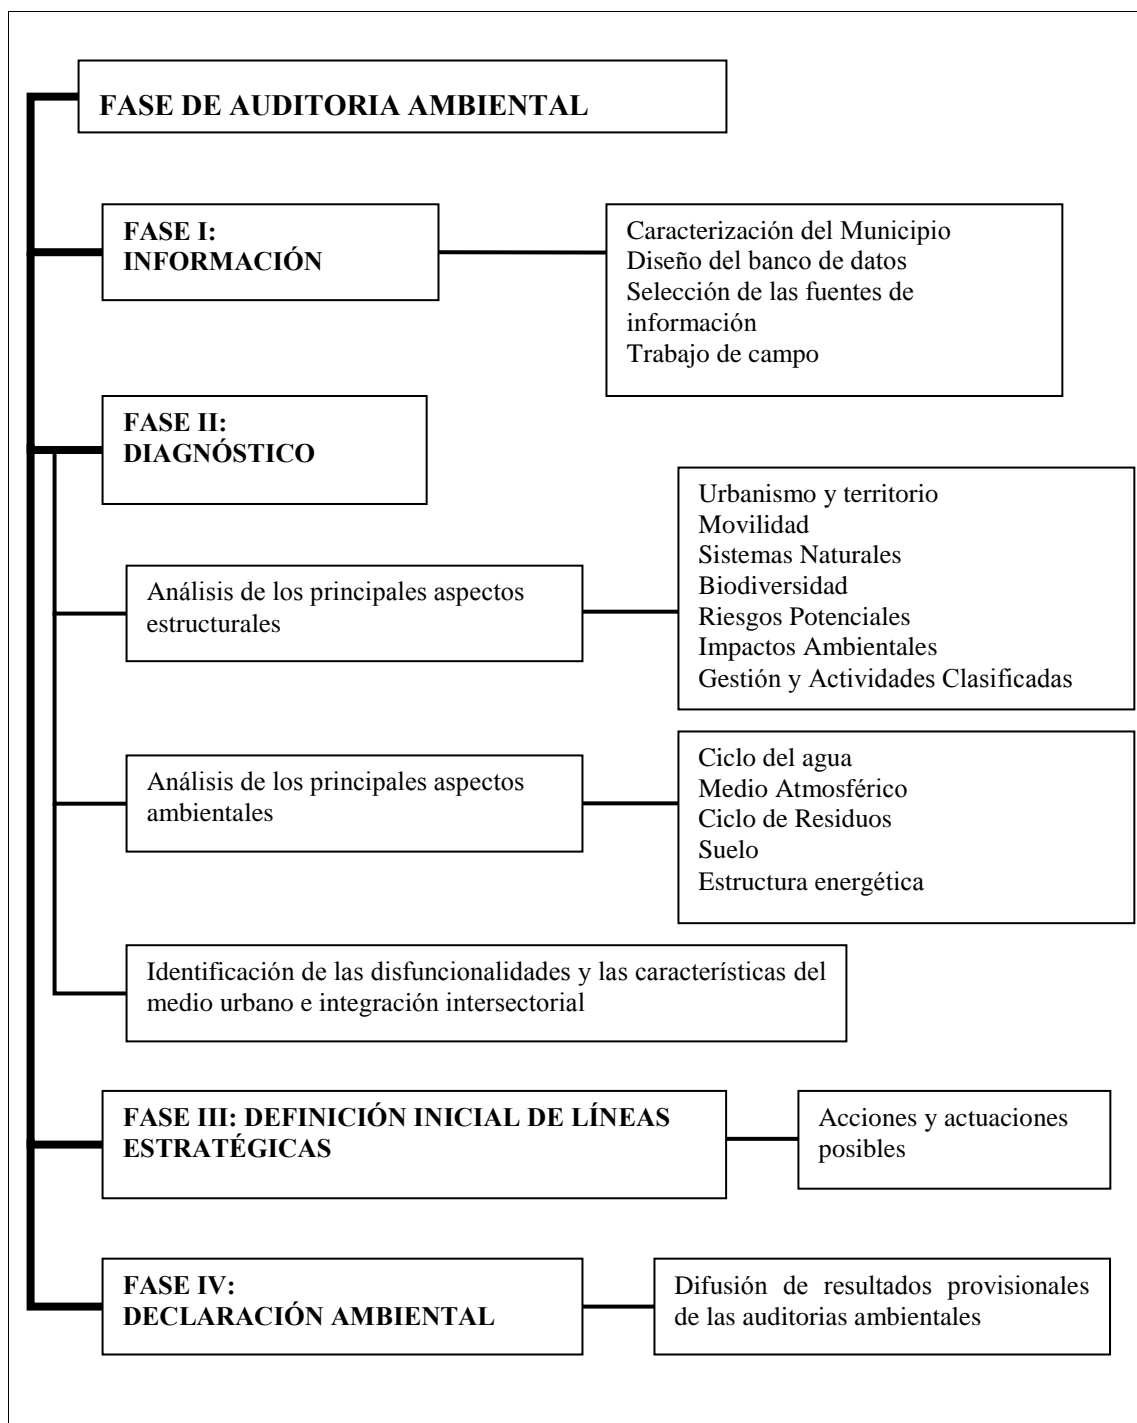 FASE DE AUDITORIA AMBIENTAL
FASE I:
INFORMACIÓN
Caracterización del Municipio
Diseño del banco de datos
Selección de las fuentes de
información
Trabajo de campo
FASE II:
DIAGNÓSTICO
Urbanismo y territorio
Movilidad
Sistemas Naturales
Biodiversidad
Riesgos Potenciales
Impactos Ambientales
Gestión y Actividades Clasificadas
Análisis de los principales aspectos
estructurales
Ciclo del agua
Medio Atmosférico
Ciclo de Residuos
Suelo
Estructura energética
Análisis de los principales aspectos
ambientales
Identificación de las disfuncionalidades y las características del
medio urbano e integración intersectorial
FASE III: DEFINICIÓN INICIAL DE LÍNEAS
ESTRATÉGICAS
Acciones y actuaciones
posibles
FASE IV:
DECLARACIÓN AMBIENTAL
Difusión de resultados provisionales
de las auditorias ambientales